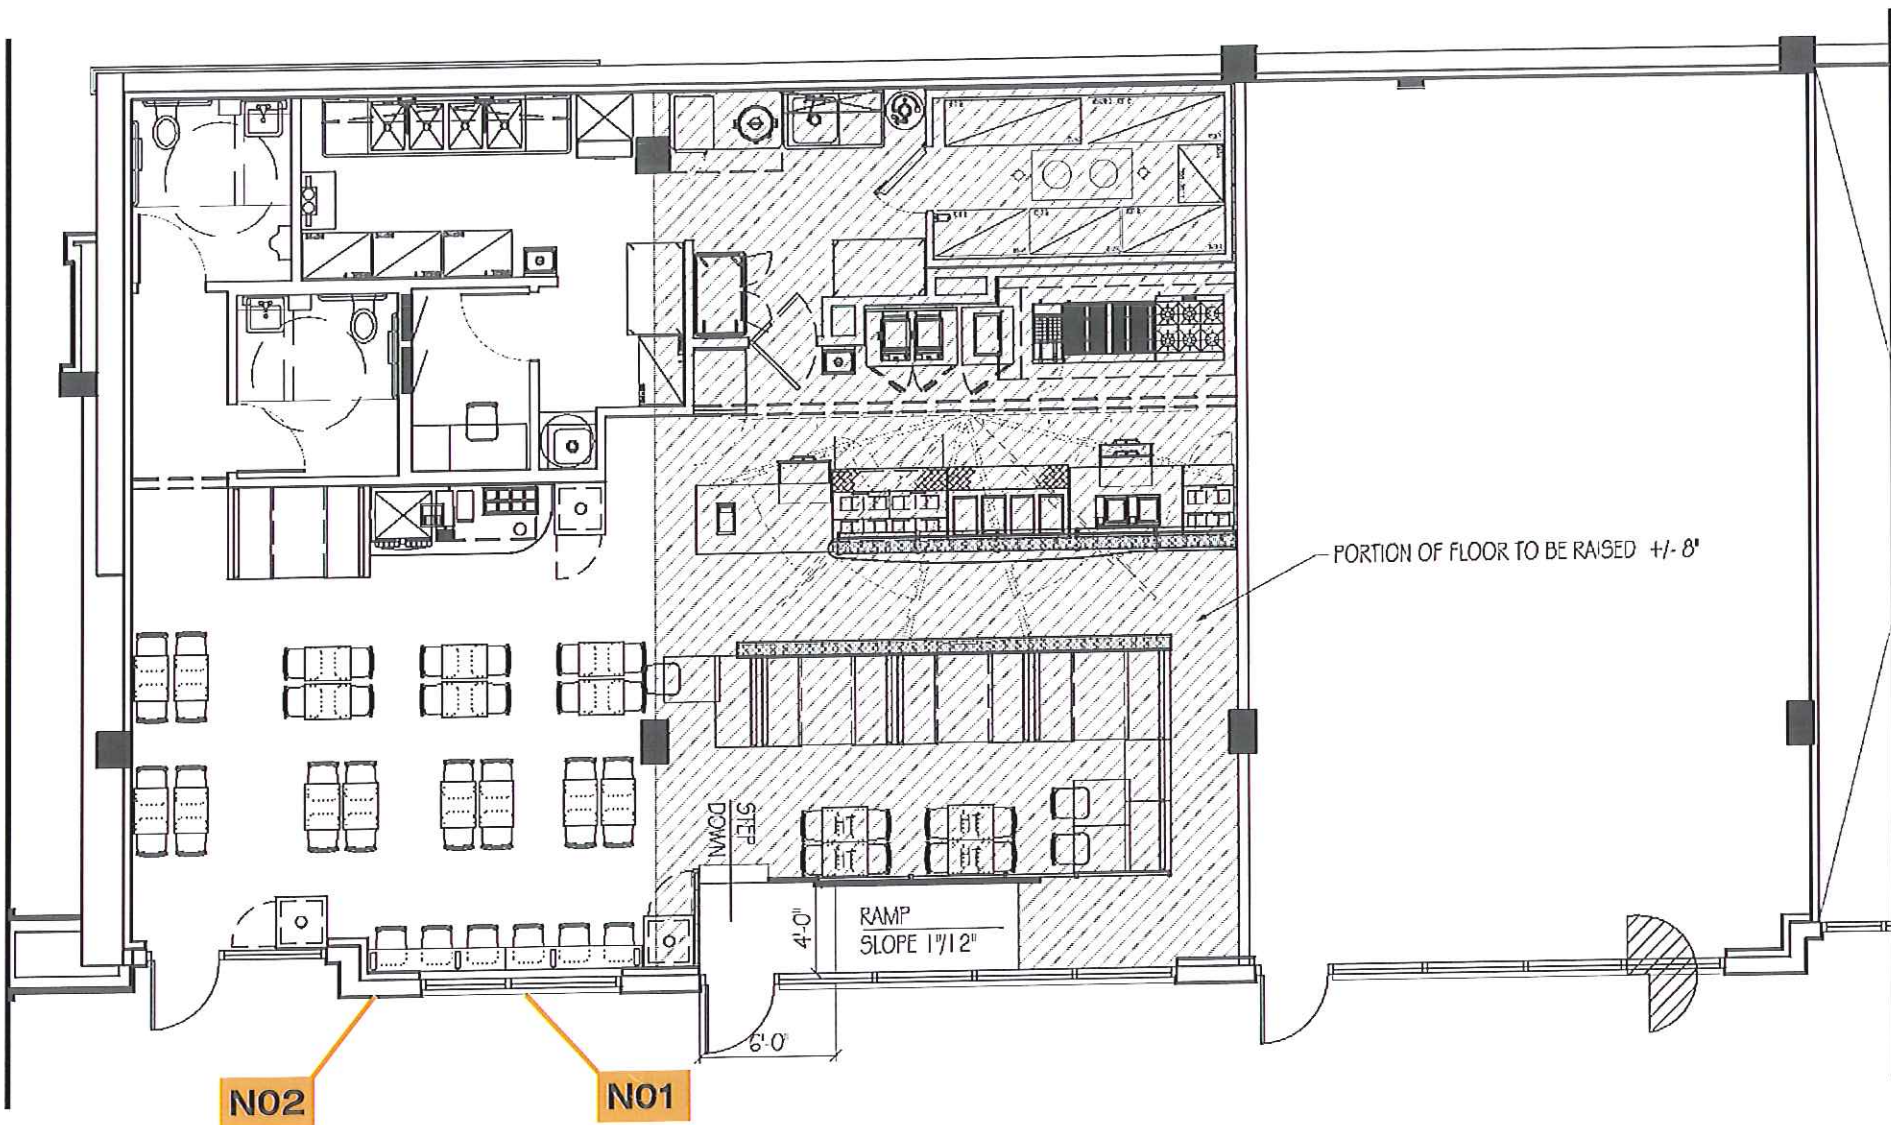 PORTION OF FLOOR TO BE RAISED +/- 8"
STEP
DOWN
4'-0"
RAMP
SLOPE 1"/12"
6'-0"
N02
N01